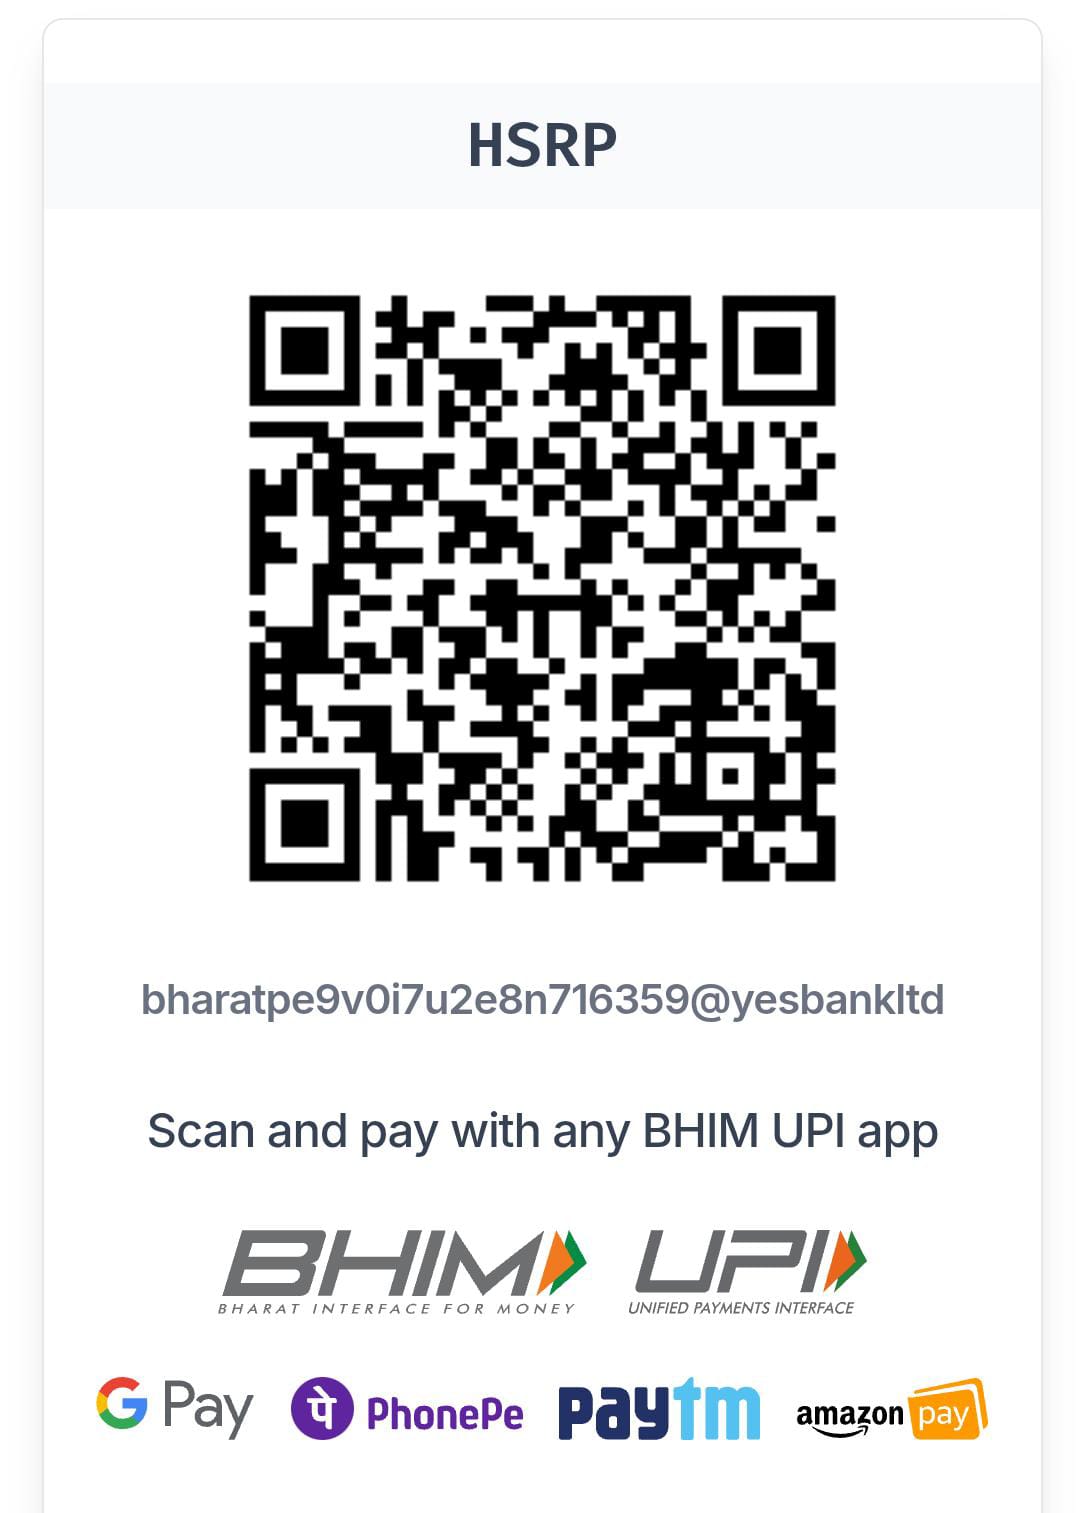 HSRP
bharatpe9v0i7u2e8n716359@yesbankltd
Scan and pay with any BHIM UPI app
BHIM UPI
BHARAT INTERFACE FOR MONEY UNIFIED PAYMENTS INTERFACE
G Pay पे PhonePe paytm amazon pay